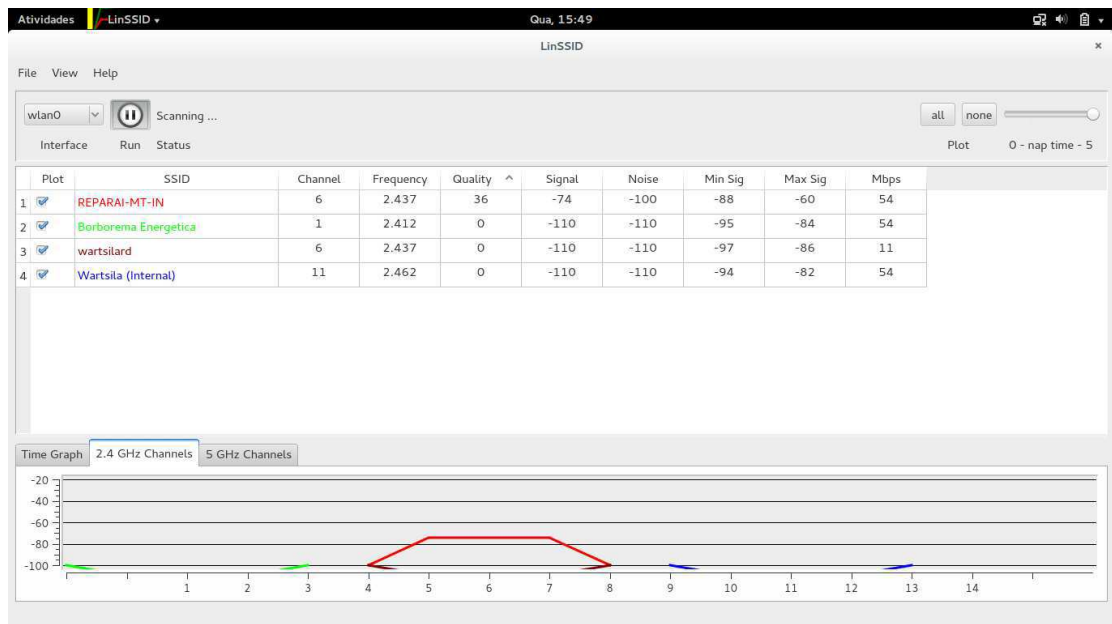 Atividades LinSSID Qua, 15:49
LinSSID
File View Help
wlan0 Scanning ... all none
Interface Run Status Plot 0 - nap time - 5
Plot SSID Channel Frequency Quality Signal Noise Min Sig Max Sig Mbps
1 REPARAI-MT-IN 6 2.437 36 -74 -100 -88 -60 54
2 Borborema Energetica 1 2.412 0 -110 -110 -95 -84 54
3 wartsilard 6 2.437 0 -110 -110 -97 -86 11
4 Wartsila (Internal) 11 2.462 0 -110 -110 -94 -82 54
Time Graph 2.4 GHz Channels 5 GHz Channels
-20
-40
-60
-80
-100
1 2 3 4 5 6 7 8 9 10 11 12 13 14